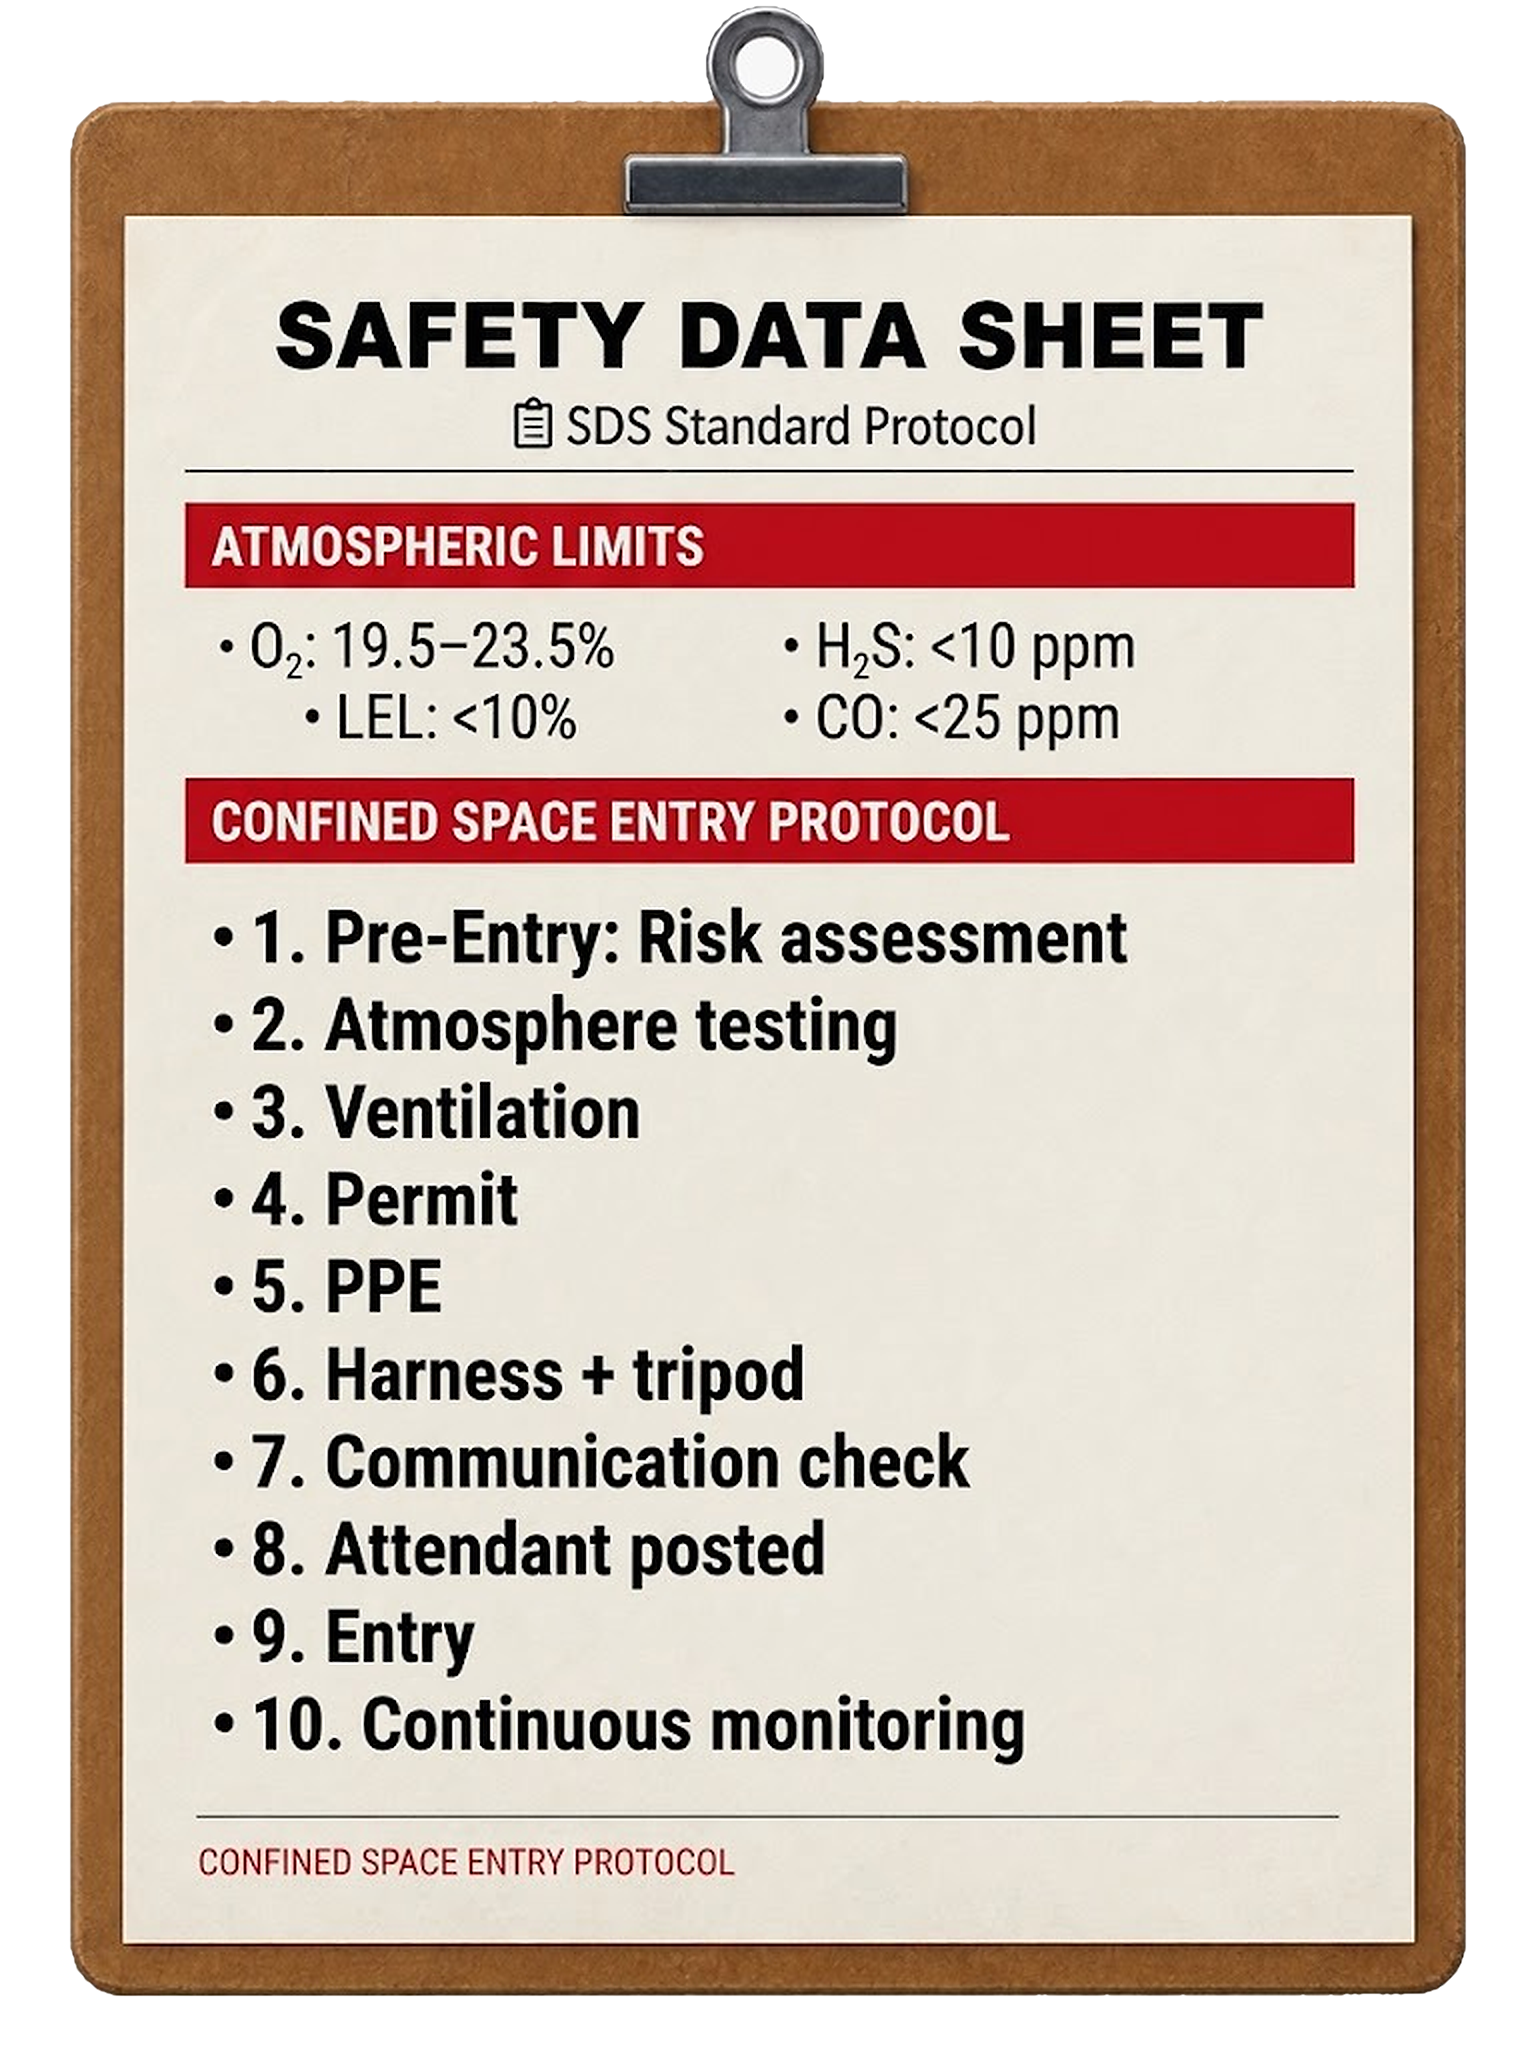 SAFETY DATA SHEET
SDS Standard Protocol
ATMOSPHERIC LIMITS
• O₂: 19.5–23.5%
• H₂S: <10 ppm
• LEL: <10%
• CO: <25 ppm
CONFINED SPACE ENTRY PROTOCOL
• 1. Pre-Entry: Risk assessment
• 2. Atmosphere testing
• 3. Ventilation
• 4. Permit
• 5. PPE
• 6. Harness + tripod
• 7. Communication check
• 8. Attendant posted
• 9. Entry
• 10. Continuous monitoring
CONFINED SPACE ENTRY PROTOCOL